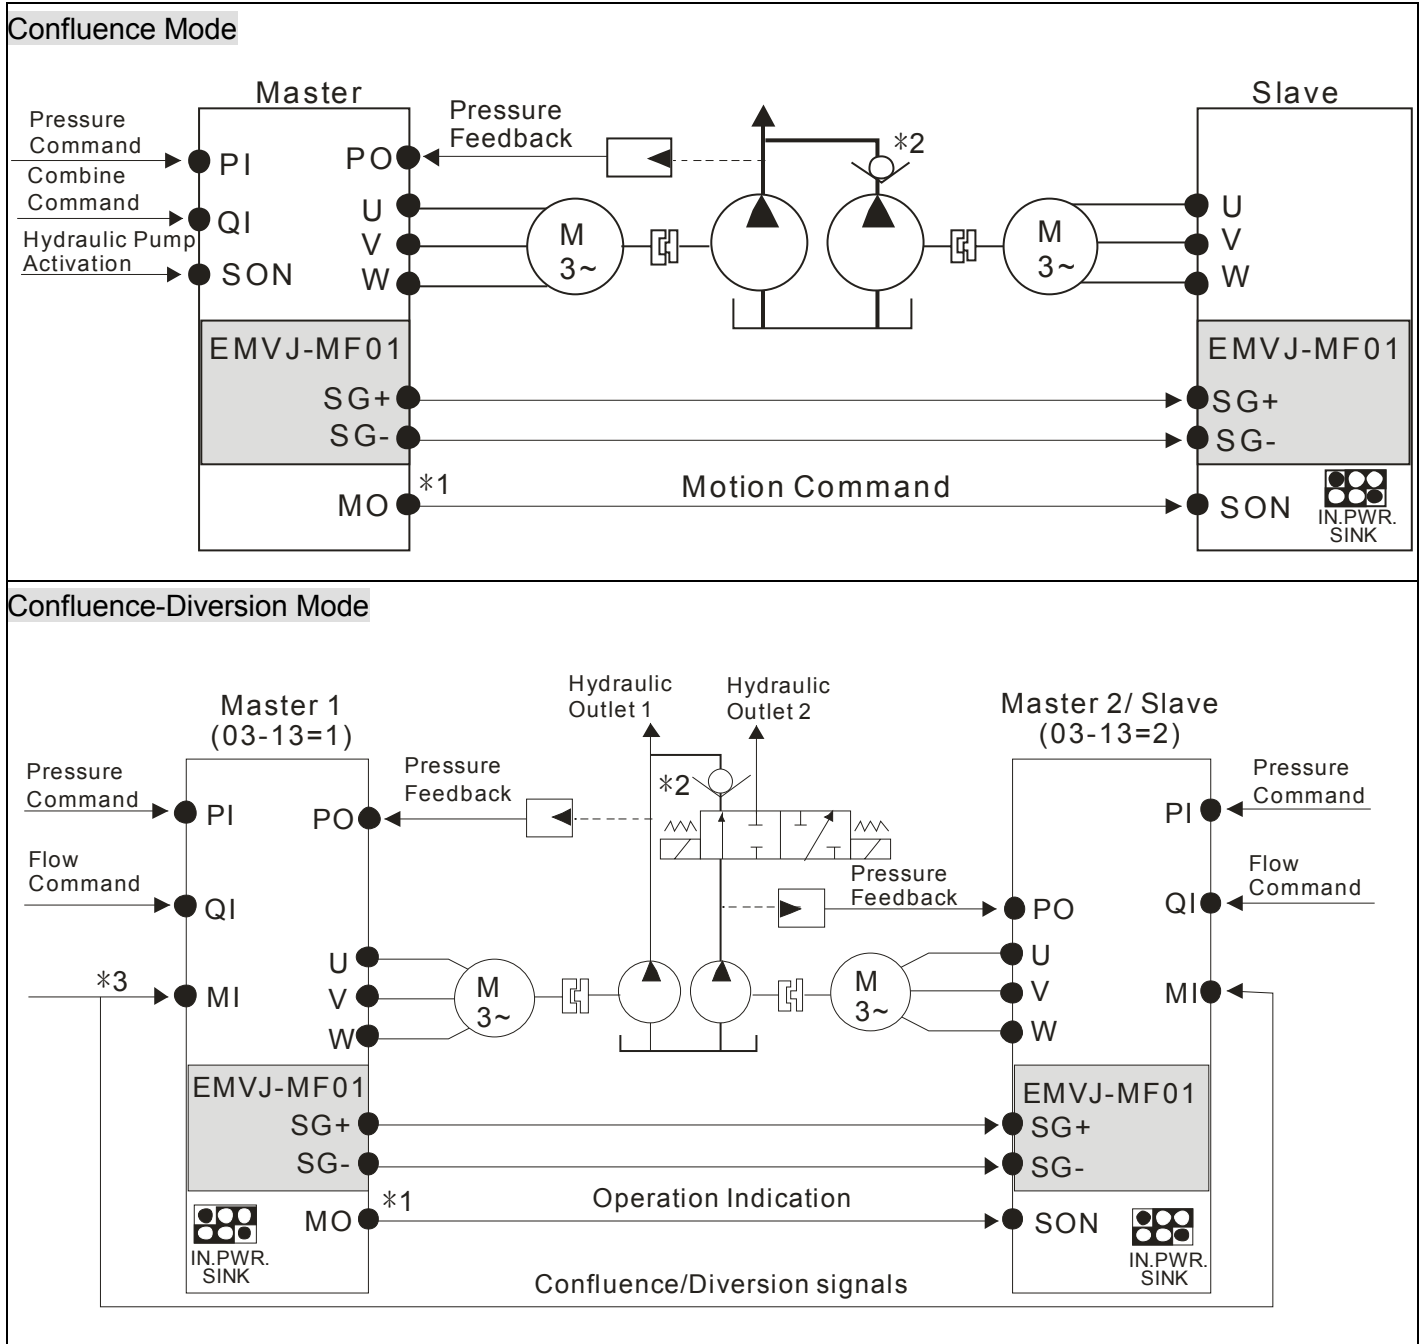 Confluence Mode
Master
Slave
Pressure
Command
Combine
Command
Hydraulic Pump
Activation
PI
QI
SON
PO
U
V
W
Pressure
Feedback
✳2
M
3~
M
3~
U
V
W
EMVJ-MF01
SG+
SG-
EMVJ-MF01
SG+
SG-
MO
✳1
Motion Command
SON
IN.PWR.
SINK
Confluence-Diversion Mode
Master 1
(03-13=1)
Hydraulic
Outlet 1
Hydraulic
Outlet 2
Master 2/ Slave
(03-13=2)
Pressure
Command
Flow
Command
✳3
PI
QI
MI
PO
U
V
W
Pressure
Feedback
✳2
Pressure
Feedback
M
3~
M
3~
PO
U
V
W
PI
QI
MI
Pressure
Command
Flow
Command
EMVJ-MF01
SG+
SG-
EMVJ-MF01
SG+
SG-
IN.PWR.
SINK
MO
✳1
Operation Indication
SON
IN.PWR.
SINK
Confluence/Diversion signals